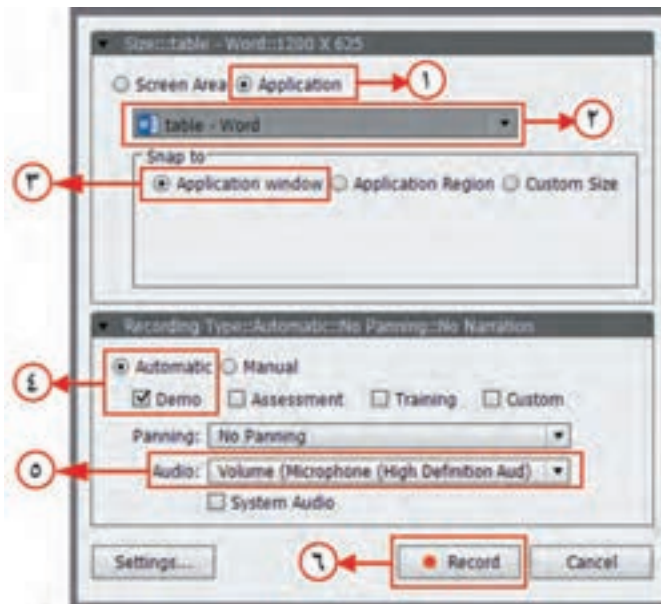 Size:::table - Word::1200 X 625
Screen Area Application ١
table - Word ٢
Snap to
٣ Application window Application Region Custom Size
Recording Type::Automatic::No Panning::No Narration
Automatic Manual
٤ Demo Assessment Training Custom
Panning: No Panning
٥ Audio: Volume (Microphone (High Definition Aud)
System Audio
Settings... ٦ Record Cancel